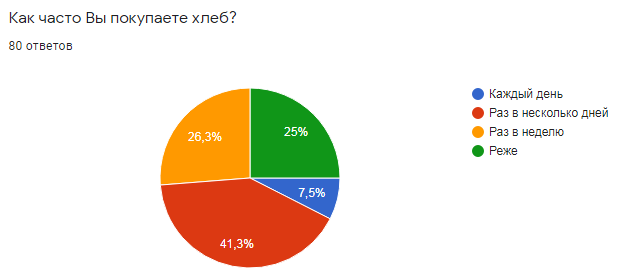 Как часто Вы покупаете хлеб?
80 ответов
Каждый день
Раз в несколько дней
Раз в неделю
Реже
25%
26,3%
7,5%
41,3%